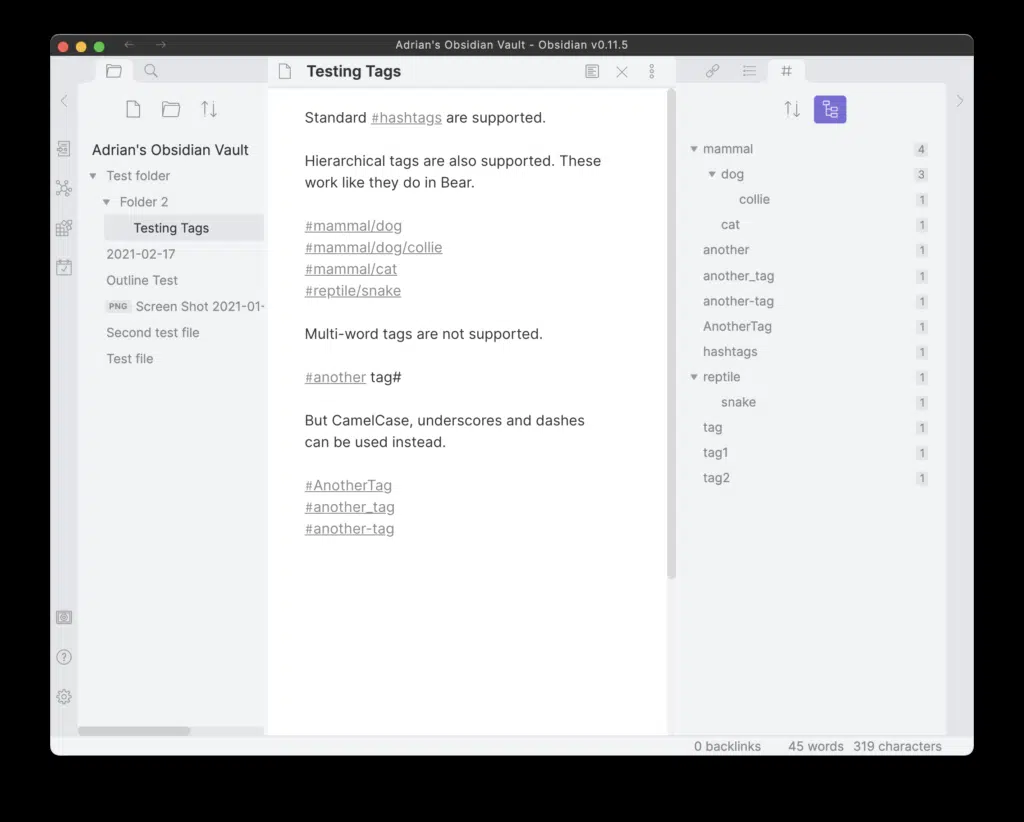 Adrian's Obsidian Vault - Obsidian v0.11.5
Testing Tags
Adrian's Obsidian Vault
Test folder
Folder 2
Testing Tags
2021-02-17
Outline Test
PNG Screen Shot 2021-01-
Second test file
Test file
Standard #hashtags are supported.
Hierarchical tags are also supported. These
work like they do in Bear.
#mammal/dog
#mammal/dog/collie
#mammal/cat
#reptile/snake
Multi-word tags are not supported.
#another tag#
But CamelCase, underscores and dashes
can be used instead.
#AnotherTag
#another_tag
#another-tag
mammal 4
dog 3
collie 1
cat 1
another 1
another_tag 1
another-tag 1
AnotherTag 1
hashtags 1
reptile 1
snake 1
tag 1
tag1 1
tag2 1
0 backlinks 45 words 319 characters